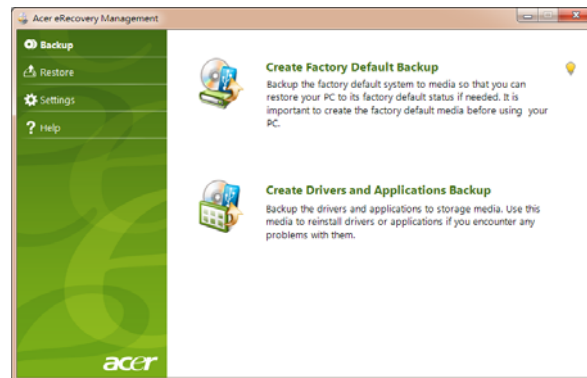 Acer eRecovery Management
Backup
Restore
Settings
Help
Create Factory Default Backup
Backup the factory default system to media so that you can
restore your PC to its factory default status if needed. It is
important to create the factory default media before using your
PC.
Create Drivers and Applications Backup
Backup the drivers and applications to storage media. Use this
media to reinstall drivers or applications if you encounter any
problems with them.
acer